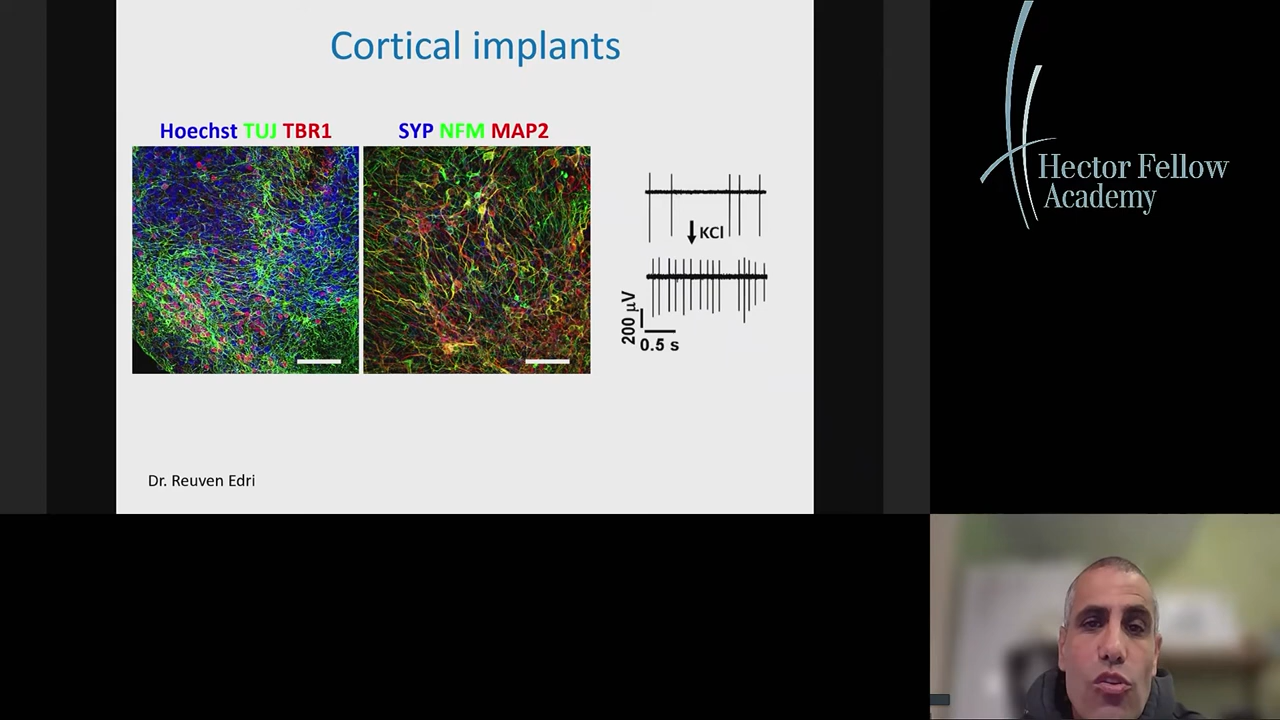 Cortical implants
Hoechst TUJ TBR1
SYP NFM MAP2
KCl
200 µV
0.5 s
Dr. Reuven Edri
Hector Fellow
Academy